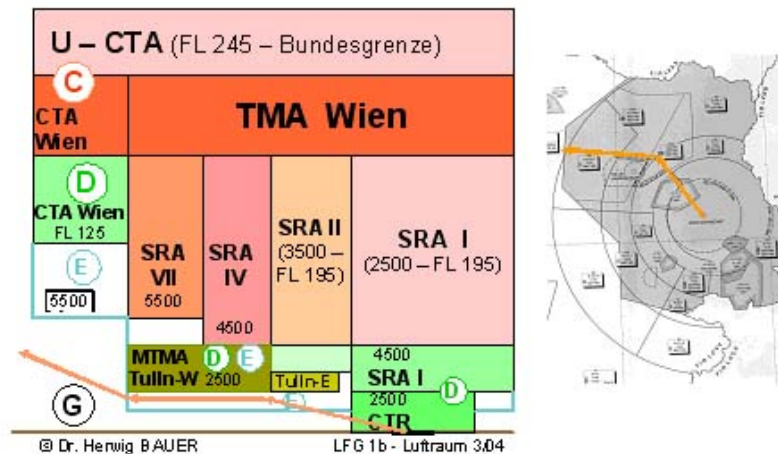 U – CTA (FL 245 – Bundesgrenze)
C
CTA
Wien
TMA Wien
D
CTA Wien
FL 125
E
5500
SRA
VII
5500
SRA
IV
4500
SRA II
(3500 –
FL 195)
SRA I
(2500 – FL 195)
MTMA D E
Tulln-W 2500
Tulln-E
E
4500
SRA I
D
2500
CTR
G
© Dr. Herwig BAUER
LFG 1b - Luftraum 3/04